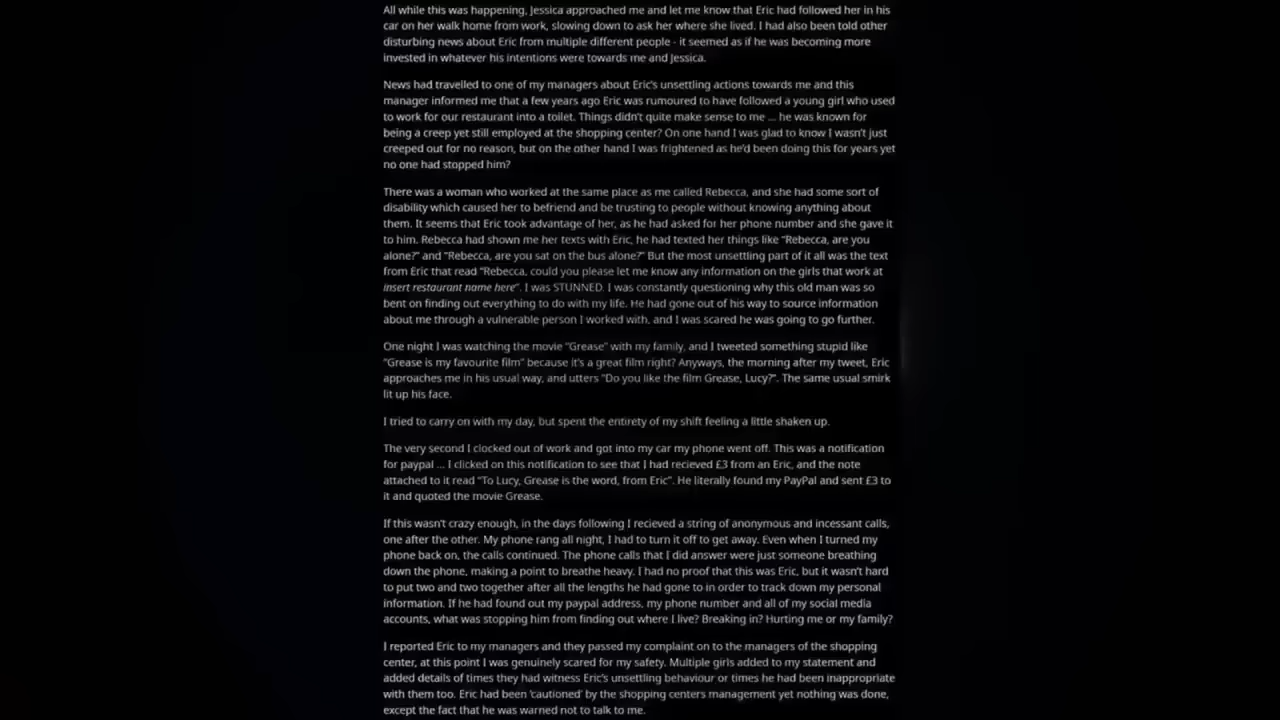 All while this was happening, Jessica approached me and let me know that Eric had followed her in his
car on her walk home from work, slowing down to ask her where she lived. I had also been told other
disturbing news about Eric from multiple different people - it seemed as if he was becoming more
invested in whatever his intentions were towards me and Jessica.
News had travelled to one of my managers about Eric's unsettling actions towards me and this
manager informed me that a few years ago Eric was rumoured to have followed a young girl who used
to work for our restaurant into a toilet. Things didn't quite make sense to me ... he was known for
being a creep yet still employed at the shopping center? On one hand I was glad to know I wasn't just
creeped out for no reason, but on the other hand I was frightened as he'd been doing this for years yet
no one had stopped him?
There was a woman who worked at the same place as me called Rebecca, and she had some sort of
disability which caused her to befriend and be trusting to people without knowing anything about
them. It seems that Eric took advantage of her, as he had asked for her phone number and she gave it
to him. Rebecca had shown me her texts with Eric, he had texted her things like "Rebecca, are you
alone?" and "Rebecca, are you sat on the bus alone?" But the most unsettling part of it all was the text
from Eric that read "Rebecca, could you please let me know any information on the girls that work at
insert restaurant name here". I was STUNNED. I was constantly questioning why this old man was so
bent on finding out everything to do with my life. He had gone out of his way to source information
about me through a vulnerable person I worked with, and I was scared he was going to go further.
One night I was watching the movie "Grease" with my family, and I tweeted something stupid like
"Grease is my favourite film" because it's a great film right? Anyways, the morning after my tweet, Eric
approaches me in his usual way, and utters "Do you like the film Grease, Lucy?". The same usual smirk
lit up his face.
I tried to carry on with my day, but spent the entirety of my shift feeling a little shaken up.
The very second I clocked out of work and got into my car my phone went off. This was a notification
for paypal ... I clicked on this notification to see that I had recieved £3 from an Eric, and the note
attached to it read "To Lucy, Grease is the word, from Eric". He literally found my PayPal and sent £3 to
it and quoted the movie Grease.
If this wasn't crazy enough, in the days following I recieved a string of anonymous and incessant calls,
one after the other. My phone rang all night, I had to turn it off to get away. Even when I turned my
phone back on, the calls continued. The phone calls that I did answer were just someone breathing
down the phone, making a point to breathe heavy. I had no proof that this was Eric, but it wasn't hard
to put two and two together after all the lengths he had gone to in order to track down my personal
information. If he had found out my paypal address, my phone number and all of my social media
accounts, what was stopping him from finding out where I live? Breaking in? Hurting me or my family?
I reported Eric to my managers and they passed my complaint on to the managers of the shopping
center, at this point I was genuinely scared for my safety. Multiple girls added to my statement and
added details of times they had witness Eric's unsettling behaviour or times he had been inappropriate
with them too. Eric had been 'cautioned' by the shopping centers management yet nothing was done,
except the fact that he was warned not to talk to me.